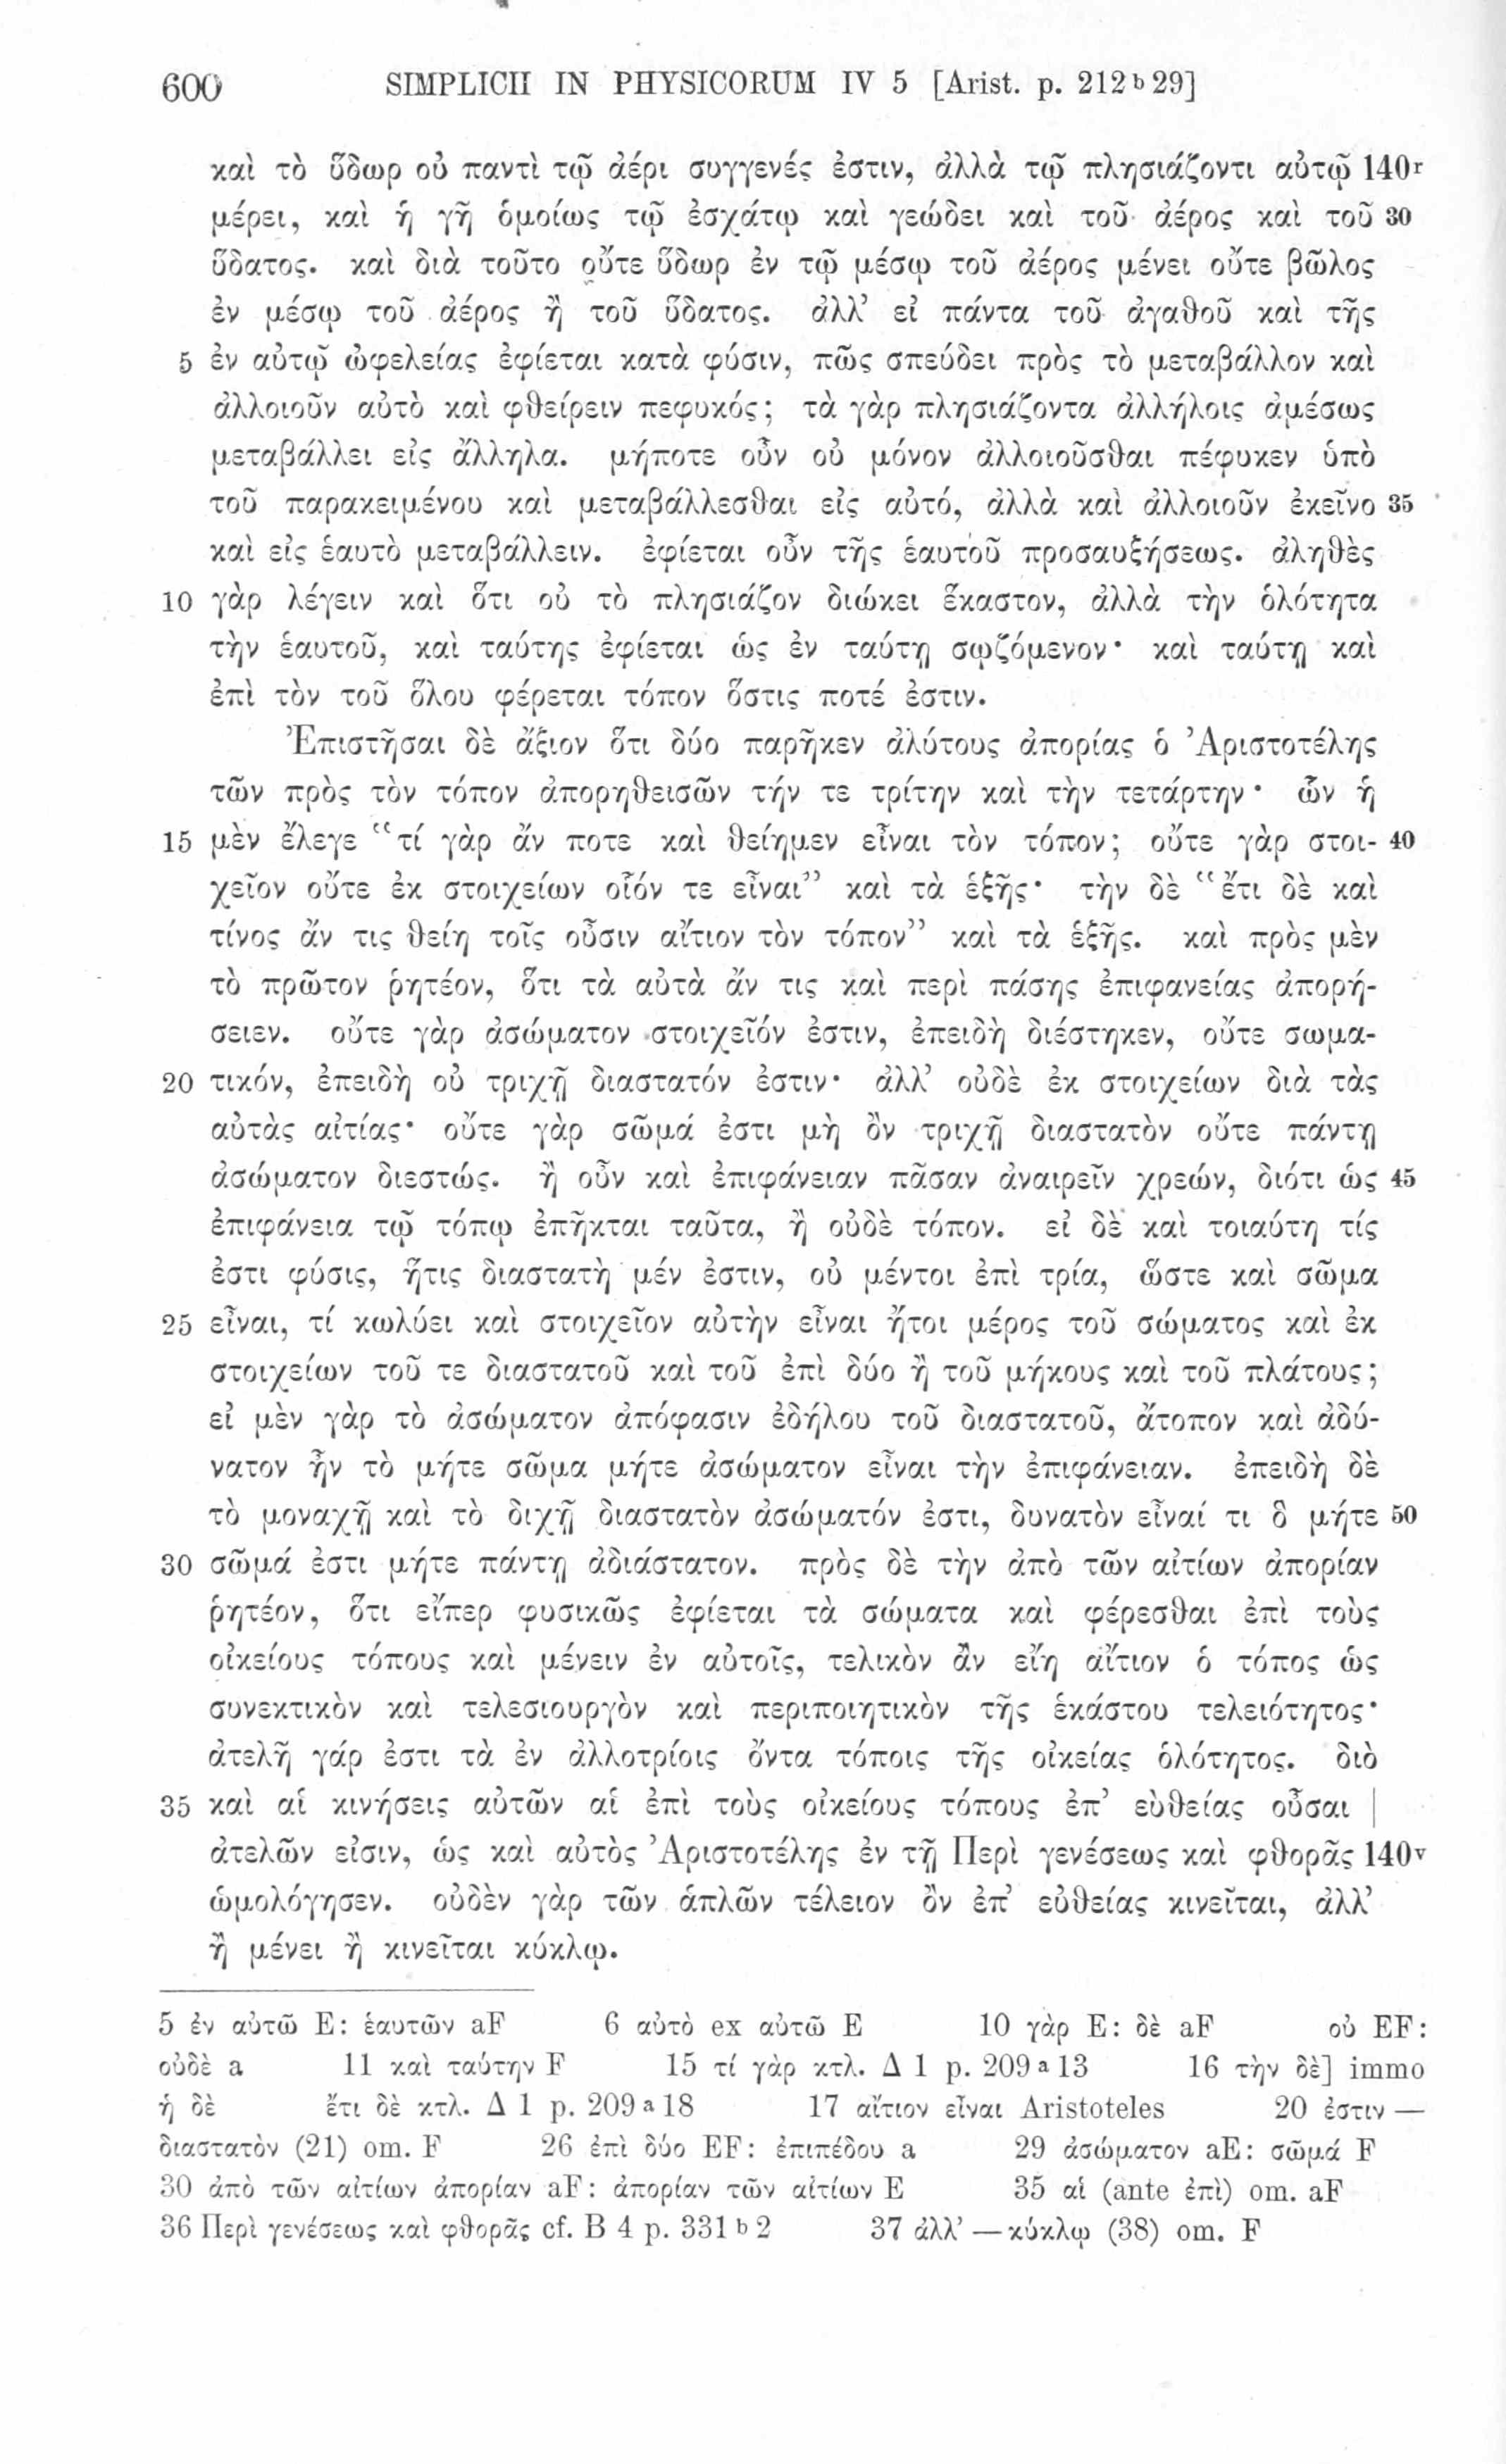 600 SIMPLICII IN PHYSICORUM IV 5 [Arist. p. 212 b 29]
καὶ τὸ ὕδωρ οὐ παντὶ τῷ ἀέρι συγγενές ἐστιν, ἀλλὰ τῷ πλησιάζοντι αὐτῷ 140r
μέρει, καὶ ἡ γῆ ὁμοίως τῷ ἐσχάτῳ καὶ γεώδει καὶ τοῦ ἀέρος καὶ τοῦ 30
ὕδατος. καὶ διὰ τοῦτο οὔτε ὕδωρ ἐν τῷ μέσῳ τοῦ ἀέρος μένει οὔτε βῶλος
ἐν μέσῳ τοῦ ἀέρος ἢ τοῦ ὕδατος. ἀλλ’ εἰ πάντα τοῦ ἀγαθοῦ καὶ τῆς
5 ἐν αὐτῷ ὠφελείας ἐφίεται κατὰ φύσιν, πῶς σπεύδει πρὸς τὸ μεταβάλλον καὶ
ἀλλοιοῦν αὐτὸ καὶ φθείρειν πεφυκός; τὰ γὰρ πλησιάζοντα ἀλλήλοις ἀμέσως
μεταβάλλει εἰς ἄλληλα. μήποτε οὖν οὐ μόνον ἀλλοιοῦσθαι πέφυκεν ὑπὸ
τοῦ παρακειμένου καὶ μεταβάλλεσθαι εἰς αὐτό, ἀλλὰ καὶ ἀλλοιοῦν ἐκεῖνο 35
καὶ εἰς ἑαυτὸ μεταβάλλειν. ἐφίεται οὖν τῆς ἑαυτοῦ προσαυξήσεως. ἀληθὲς
10 γὰρ λέγειν καὶ ὅτι οὐ τὸ πλησιάζον διώκει ἕκαστον, ἀλλὰ τὴν ὁλότητα
τὴν ἑαυτοῦ, καὶ ταύτης ἐφίεται ὡς ἐν ταύτῃ σῳζόμενον· καὶ ταύτῃ καὶ
ἐπὶ τὸν τοῦ ὅλου φέρεται τόπον ὅστις ποτέ ἐστιν.
Ἐπιστῆσαι δὲ ἄξιον ὅτι δύο παρῆκεν ἀλύτους ἀπορίας ὁ Ἀριστοτέλης
τῶν πρὸς τὸν τόπον ἀπορηθεισῶν τήν τε τρίτην καὶ τὴν τετάρτην· ὧν ἡ
15 μὲν ἔλεγε “τί γὰρ ἄν ποτε καὶ θείημεν εἶναι τὸν τόπον; οὔτε γὰρ στοι- 40
χεῖον οὔτε ἐκ στοιχείων οἷόν τε εἶναι” καὶ τὰ ἑξῆς· τὴν δὲ “ἔτι δὲ καὶ
τίνος ἄν τις θείη τοῖς οὖσιν αἴτιον τὸν τόπον” καὶ τὰ ἑξῆς. καὶ πρὸς μὲν
τὸ πρῶτον ῥητέον, ὅτι τὰ αὐτὰ ἄν τις καὶ περὶ πάσης ἐπιφανείας ἀπορή-
σειεν. οὔτε γὰρ ἀσώματον στοιχεῖόν ἐστιν, ἐπειδὴ διέστηκεν, οὔτε σωμα-
20 τικόν, ἐπειδὴ οὐ τριχῇ διαστατόν ἐστιν· ἀλλ’ οὐδὲ ἐκ στοιχείων διὰ τὰς
αὐτὰς αἰτίας· οὔτε γὰρ σῶμά ἐστι μὴ ὂν τριχῇ διαστατὸν οὔτε πάντῃ
ἀσώματον διεστώς. ἢ οὖν καὶ ἐπιφάνειαν πᾶσαν ἀναιρεῖν χρεών, διότι ὡς 45
ἐπιφάνεια τῷ τόπῳ ἐπῆκται ταῦτα, ἢ οὐδὲ τόπον. εἰ δὲ καὶ τοιαύτη τίς
ἐστι φύσις, ἥτις διαστατὴ μέν ἐστιν, οὐ μέντοι ἐπὶ τρία, ὥστε καὶ σῶμα
25 εἶναι, τί κωλύει καὶ στοιχεῖον αὐτὴν εἶναι ἤτοι μέρος τοῦ σώματος καὶ ἐκ
στοιχείων τοῦ τε διαστατοῦ καὶ τοῦ ἐπὶ δύο ἢ τοῦ μήκους καὶ τοῦ πλάτους;
εἰ μὲν γὰρ τὸ ἀσώματον ἀπόφασιν ἐδήλου τοῦ διαστατοῦ, ἄτοπον καὶ ἀδύ-
νατον ἦν τὸ μήτε σῶμα μήτε ἀσώματον εἶναι τὴν ἐπιφάνειαν. ἐπειδὴ δὲ
τὸ μοναχῇ καὶ τὸ διχῇ διαστατὸν ἀσώματόν ἐστι, δυνατὸν εἶναί τι ὃ μήτε 50
30 σῶμά ἐστι μήτε πάντῃ ἀδιάστατον. πρὸς δὲ τὴν ἀπὸ τῶν αἰτίων ἀπορίαν
ῥητέον, ὅτι εἴπερ φυσικῶς ἐφίεται τὰ σώματα καὶ φέρεσθαι ἐπὶ τοὺς
οἰκείους τόπους καὶ μένειν ἐν αὐτοῖς, τελικὸν ἂν εἴη αἴτιον ὁ τόπος ὡς
συνεκτικὸν καὶ τελεσιουργὸν καὶ περιποιητικὸν τῆς ἑκάστου τελειότητος·
ἀτελῆ γάρ ἐστι τὰ ἐν ἀλλοτρίοις ὄντα τόποις τῆς οἰκείας ὁλότητος. διὸ
35 καὶ αἱ κινήσεις αὐτῶν αἱ ἐπὶ τοὺς οἰκείους τόπους ἐπ’ εὐθείας οὖσαι |
ἀτελῶν εἰσιν, ὡς καὶ αὐτὸς Ἀριστοτέλης ἐν τῇ Περὶ γενέσεως καὶ φθορᾶς 140v
ὡμολόγησεν. οὐδὲν γὰρ τῶν ἁπλῶν τέλειον ὂν ἐπ’ εὐθείας κινεῖται, ἀλλ’
ἢ μένει ἢ κινεῖται κύκλῳ.
5 ἐν αὐτῶ E: ἑαυτῶν aF 6 αὐτὸ ex αὐτῶ E 10 γὰρ E: δὲ aF οὐ EF:
οὐδὲ a 11 καὶ ταύτην F 15 τί γὰρ κτλ. Δ 1 p. 209 a 13 16 τὴν δὲ] immo
ἡ δὲ ἔτι δὲ κτλ. Δ 1 p. 209 a 18 17 αἴτιον εἶναι Aristoteles 20 ἐστιν —
διαστατὸν (21) om. F 26 ἐπὶ δύο EF: ἐπιπέδου a 29 ἀσώματον aE: σῶμά F
30 ἀπὸ τῶν αἰτίων ἀπορίαν aF: ἀπορίαν τῶν αἰτίων E 35 αἱ (ante ἐπὶ) om. aF
36 Περὶ γενέσεως καὶ φθορᾶς cf. B 4 p. 331 b 2 37 ἀλλ’ — κύκλῳ (38) om. F